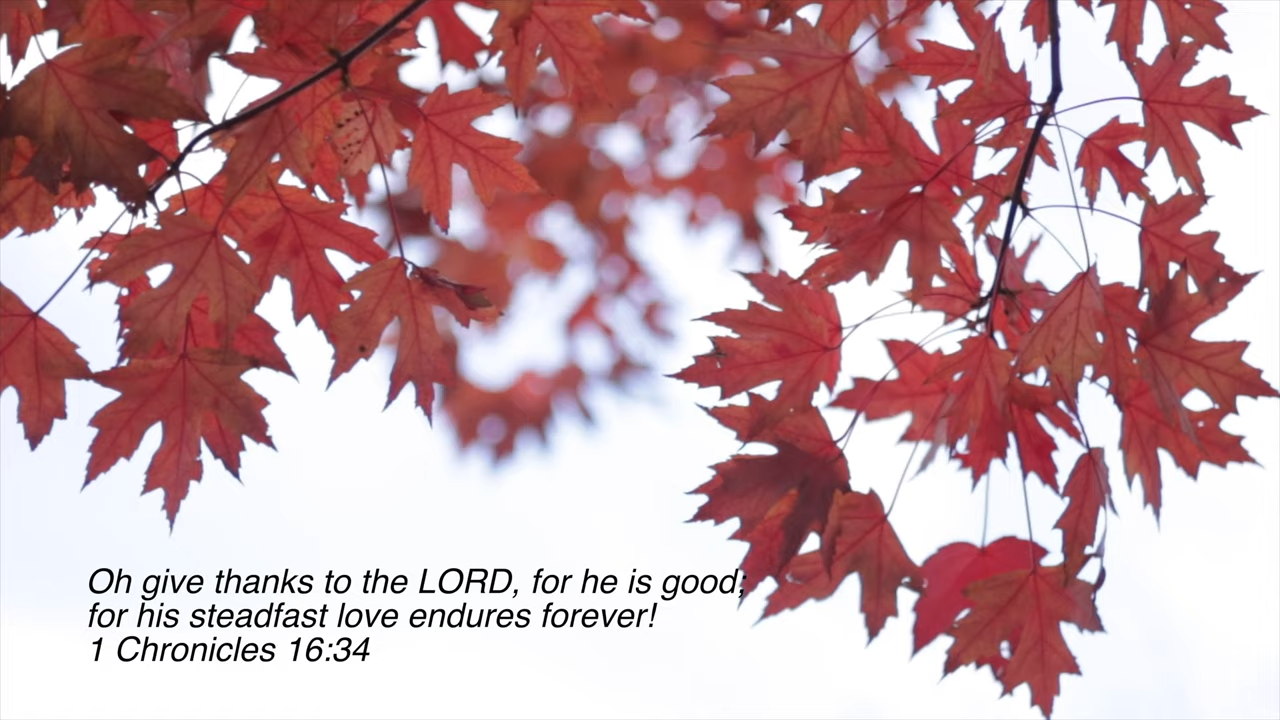 Oh give thanks to the LORD, for he is good;
for his steadfast love endures forever!
1 Chronicles 16:34